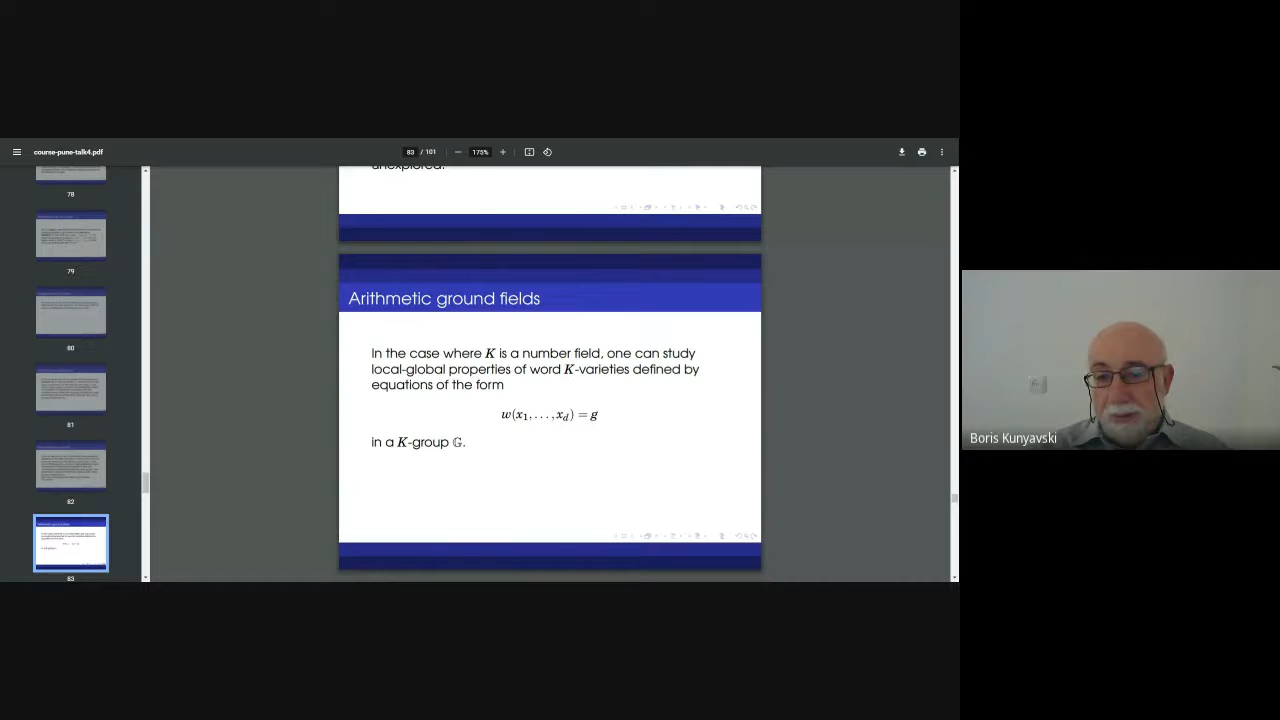 course-pune-talk4.pdf
83 / 101
175%
unexplored.
78
79
80
81
82
83
Arithmetic ground fields
In the case where K is a number field, one can study
local-global properties of word K-varieties defined by
equations of the form
w(x₁, . . . , x_d) = g
in a K-group 𝔾.
Boris Kunyavski